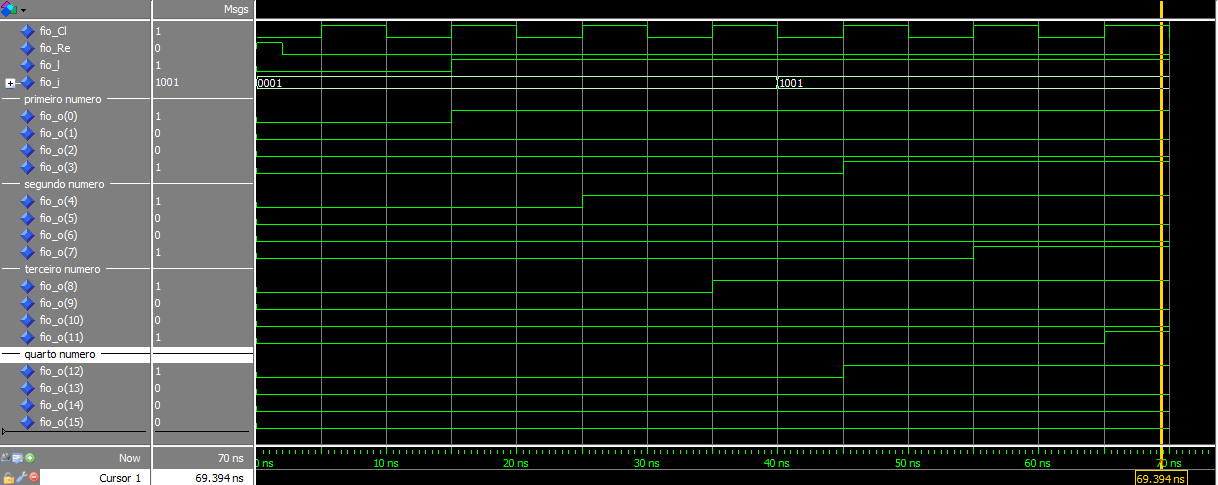 Msgs
fio_Cl 1
fio_Re 0
fio_l 1
fio_i 1001 0001 1001
primeiro numero
fio_o(0) 1
fio_o(1) 0
fio_o(2) 0
fio_o(3) 1
segundo numero
fio_o(4) 1
fio_o(5) 0
fio_o(6) 0
fio_o(7) 1
terceiro numero
fio_o(8) 1
fio_o(9) 0
fio_o(10) 0
fio_o(11) 1
quarto numero
fio_o(12) 1
fio_o(13) 0
fio_o(14) 0
fio_o(15) 0
Now 70 ns 0 ns 10 ns 20 ns 30 ns 40 ns 50 ns 60 ns 70 ns
Cursor 1 69.394 ns 69.394 ns